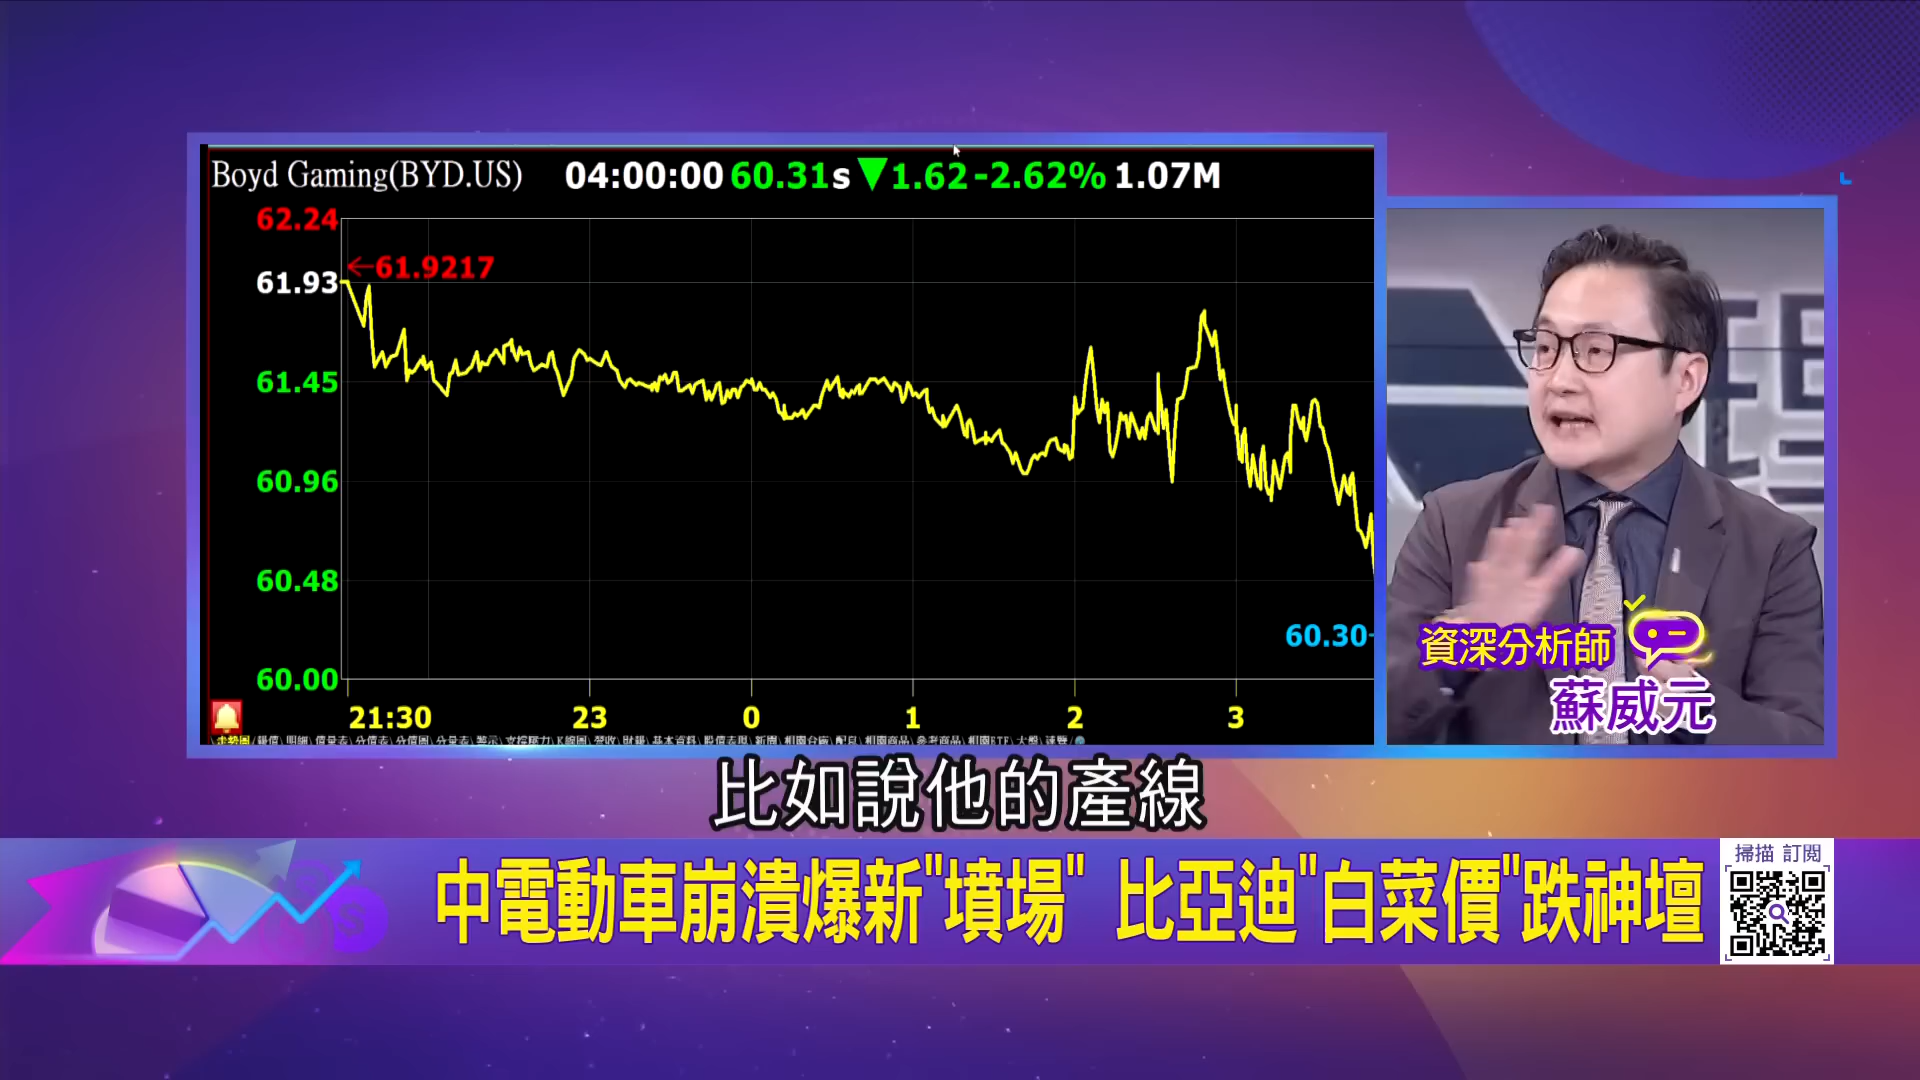 Boyd Gaming(BYD.US) 04:00:00 60.31s ▼1.62 -2.62% 1.07M
62.24
←61.9217
61.93
61.45
60.96
60.48
60.30
60.00
21:30 23 0 1 2 3
資深分析師
蘇威元
比如說他的產線
中電動車崩潰爆新"墳場" 比亞迪"白菜價"跌神壇
掃描 訂閱